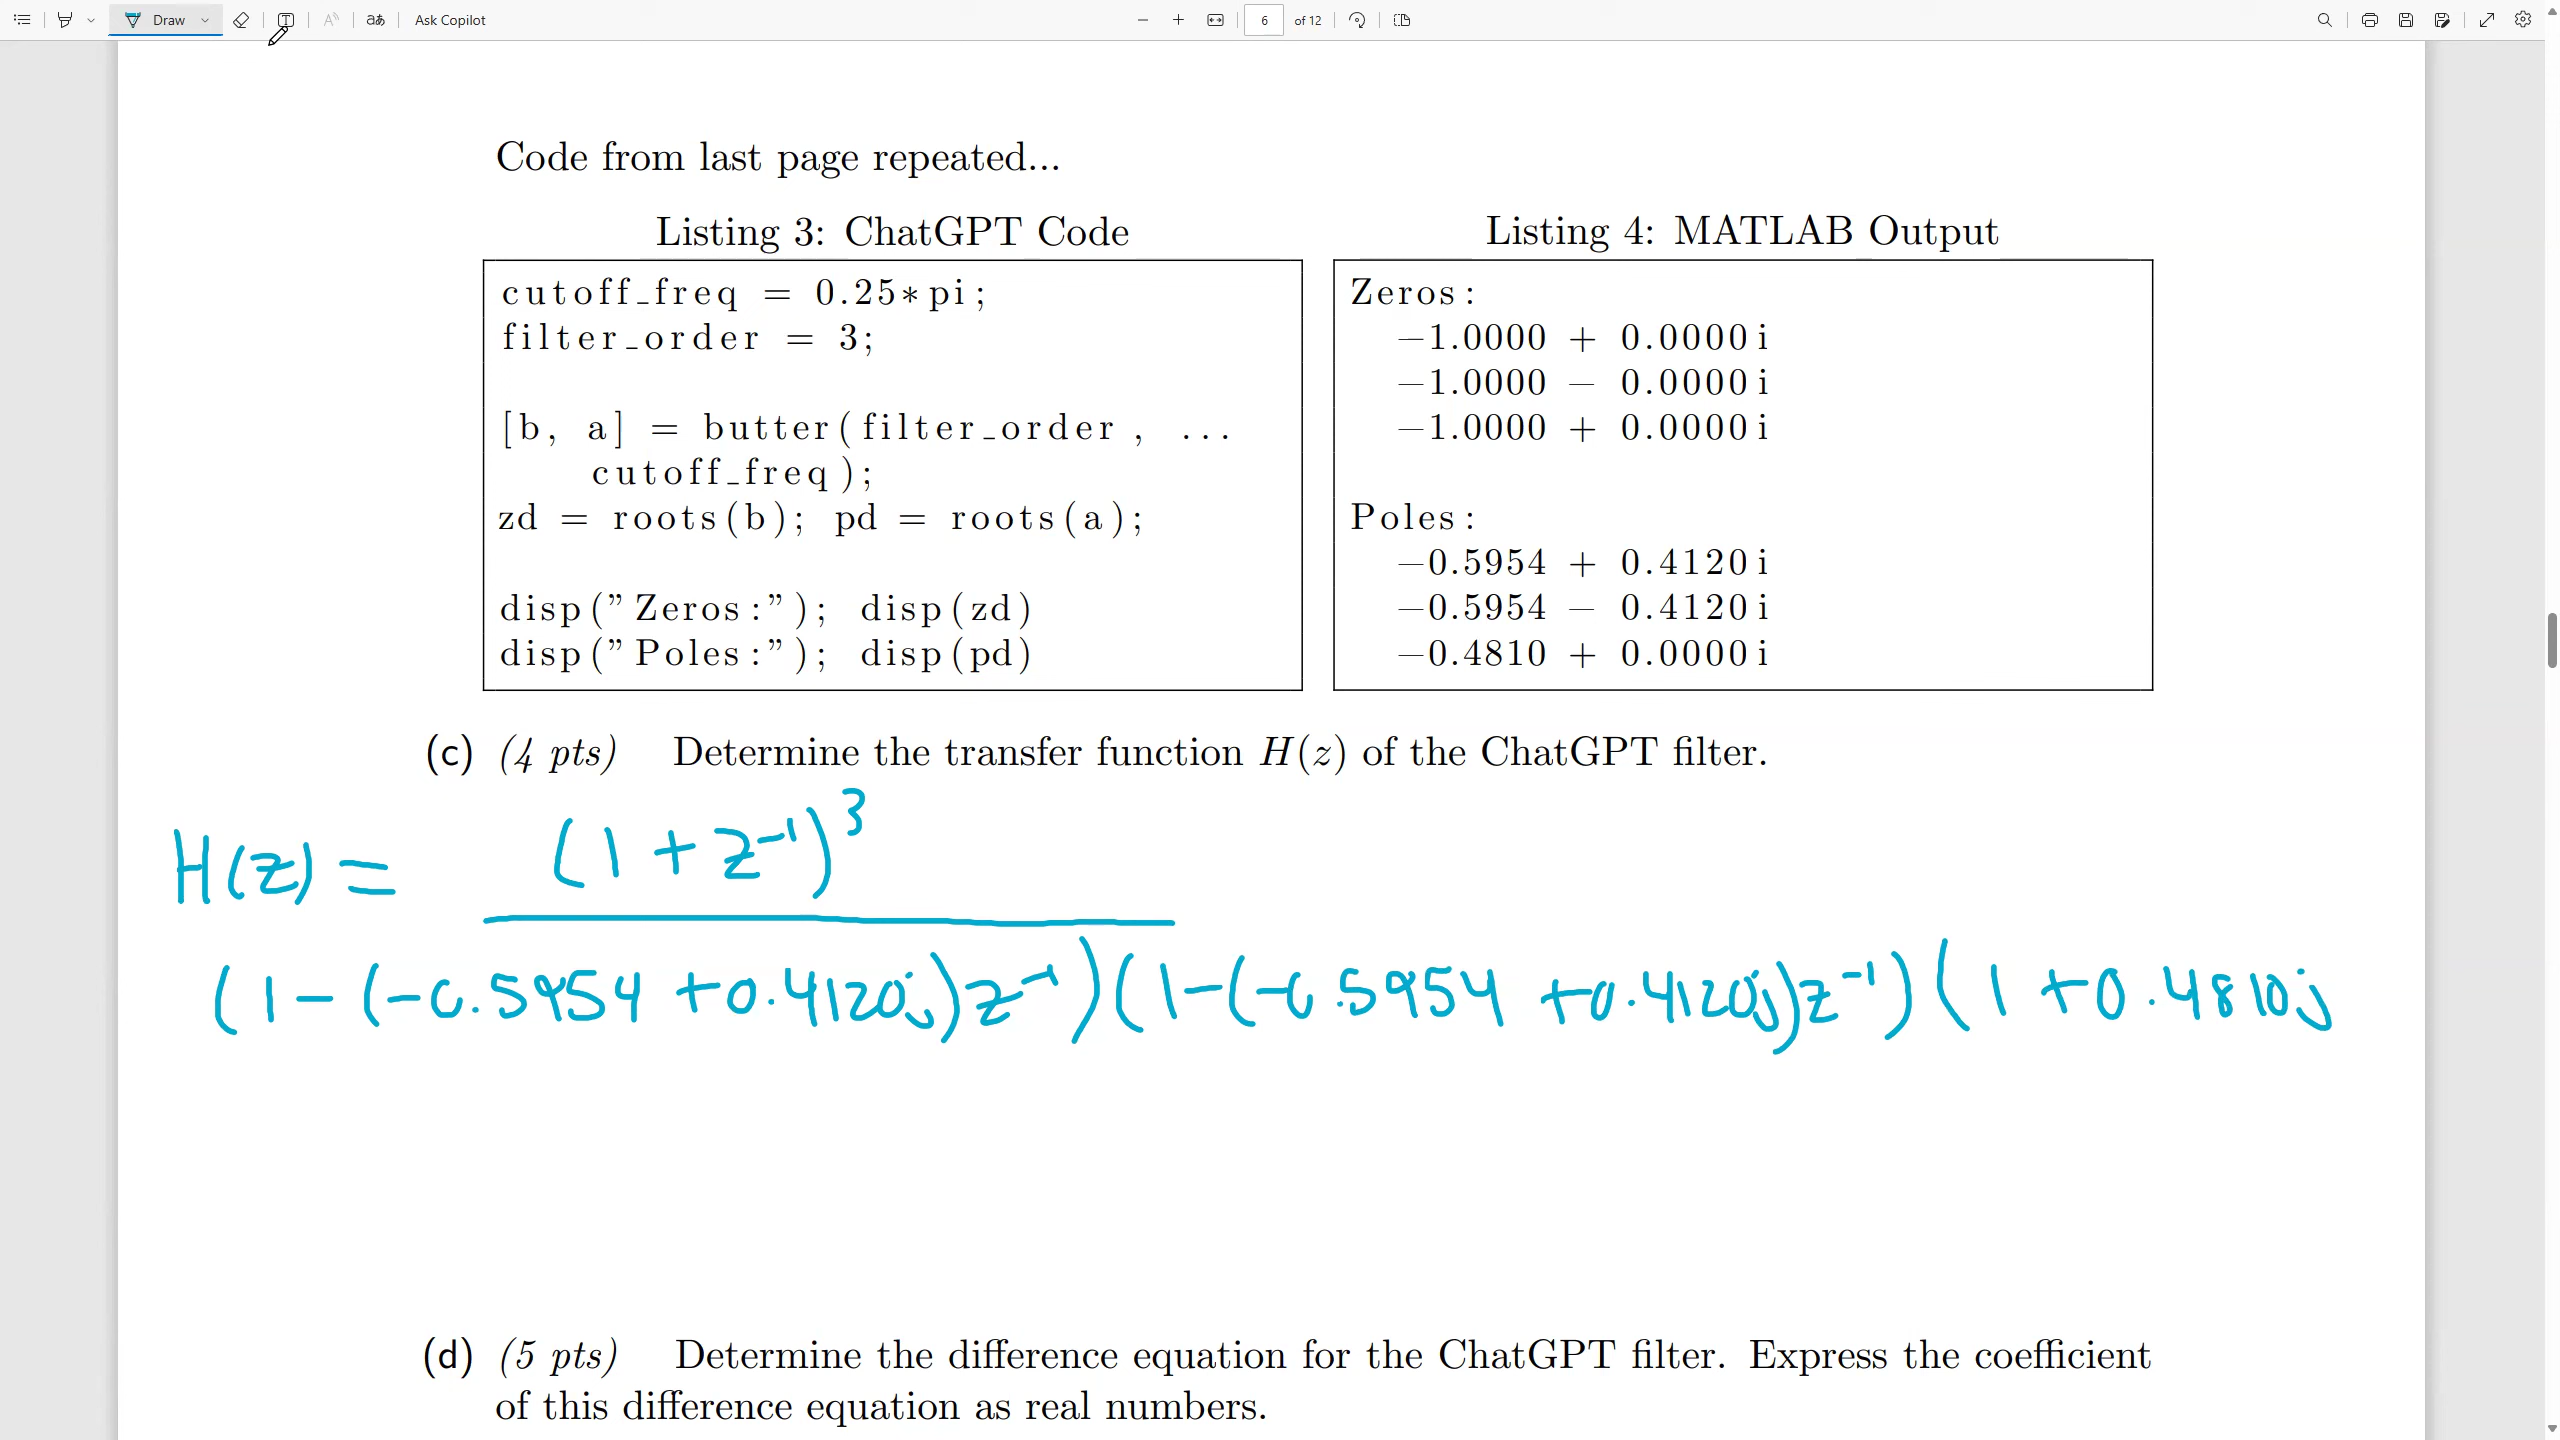 Draw
Ask Copilot
6 of 12
Code from last page repeated...
Listing 3: ChatGPT Code
cutoff_freq = 0.25*pi;
filter_order = 3;
[b, a] = butter(filter_order, ...
cutoff_freq);
zd = roots(b); pd = roots(a);
disp("Zeros:"); disp(zd)
disp("Poles:"); disp(pd)
Listing 4: MATLAB Output
Zeros:
−1.0000 + 0.0000i
−1.0000 − 0.0000i
−1.0000 + 0.0000i
Poles:
−0.5954 + 0.4120i
−0.5954 − 0.4120i
−0.4810 + 0.0000i
(c) (4 pts) Determine the transfer function H(z) of the ChatGPT filter.
H(z) = (1 + z⁻¹)³
(1 − (−0.5954 + 0.4120j)z⁻¹)(1 − (−0.5954 + 0.4120j)z⁻¹)(1 + 0.4810j
(d) (5 pts) Determine the difference equation for the ChatGPT filter. Express the coefficient
of this difference equation as real numbers.